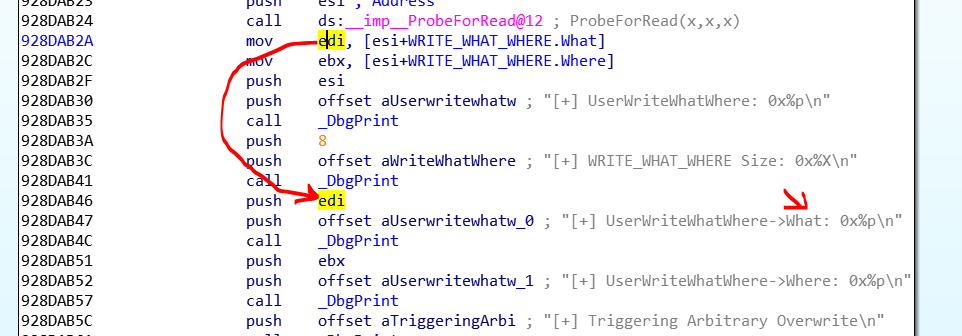 928DAB23 push esi ; Address
928DAB24 call ds:__imp__ProbeForRead@12 ; ProbeForRead(x,x,x)
928DAB2A mov edi, [esi+WRITE_WHAT_WHERE.What]
928DAB2C mov ebx, [esi+WRITE_WHAT_WHERE.Where]
928DAB2F push esi
928DAB30 push offset aUserwritewhatw ; "[+] UserWriteWhatWhere: 0x%p\n"
928DAB35 call _DbgPrint
928DAB3A push 8
928DAB3C push offset aWriteWhatWhere ; "[+] WRITE_WHAT_WHERE Size: 0x%X\n"
928DAB41 call _DbgPrint
928DAB46 push edi
928DAB47 push offset aUserwritewhatw_0 ; "[+] UserWriteWhatWhere->What: 0x%p\n"
928DAB4C call _DbgPrint
928DAB51 push ebx
928DAB52 push offset aUserwritewhatw_1 ; "[+] UserWriteWhatWhere->Where: 0x%p\n"
928DAB57 call _DbgPrint
928DAB5C push offset aTriggeringArbi ; "[+] Triggering Arbitrary Overwrite\n"